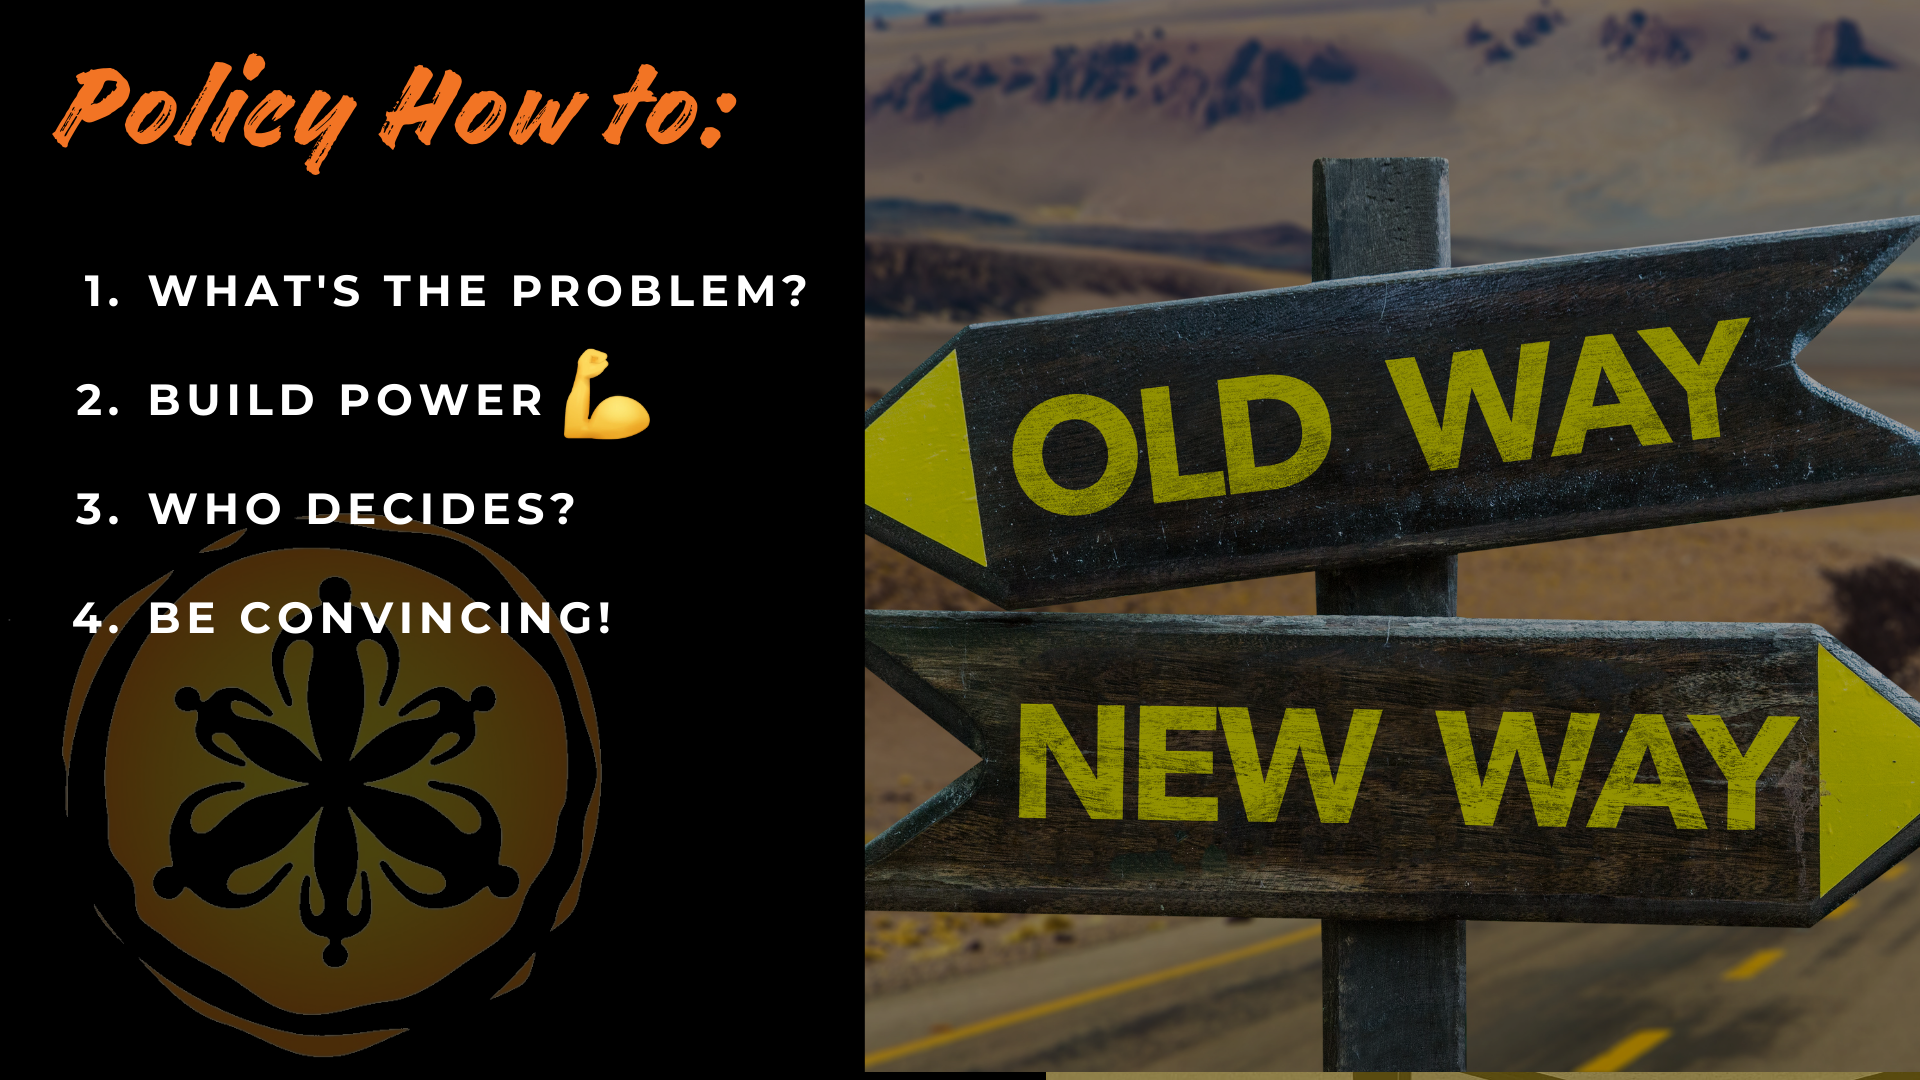 Policy How to:
1. WHAT'S THE PROBLEM?
2. BUILD POWER 💪
3. WHO DECIDES?
4. BE CONVINCING!
OLD WAY
NEW WAY